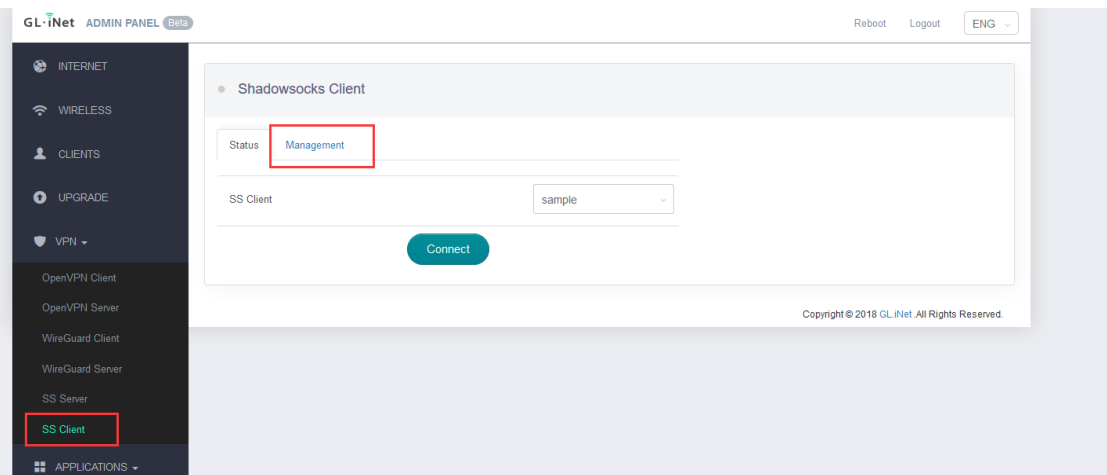 GL·iNet ADMIN PANEL Beta
Reboot Logout ENG
INTERNET
WIRELESS
CLIENTS
UPGRADE
VPN
OpenVPN Client
OpenVPN Server
WireGuard Client
WireGuard Server
SS Server
SS Client
APPLICATIONS
Shadowsocks Client
Status Management
SS Client sample
Connect
Copyright © 2018 GL.iNet .All Rights Reserved.